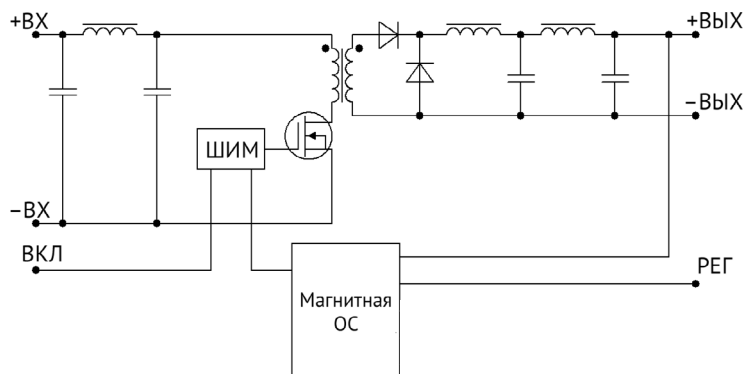 +ВХ
+ВЫХ
−ВЫХ
ШИМ
−ВХ
ВКЛ
РЕГ
Магнитная
ОС